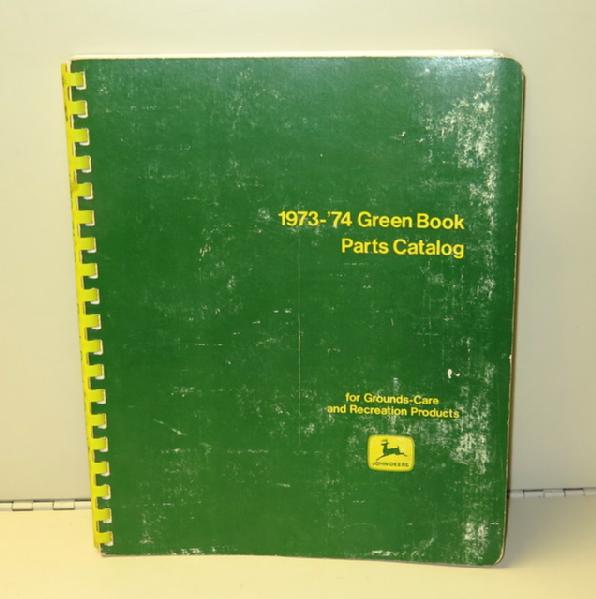 1973-'74 Green Book
Parts Catalog
for Grounds-Care
and Recreation Products
JOHN DEERE